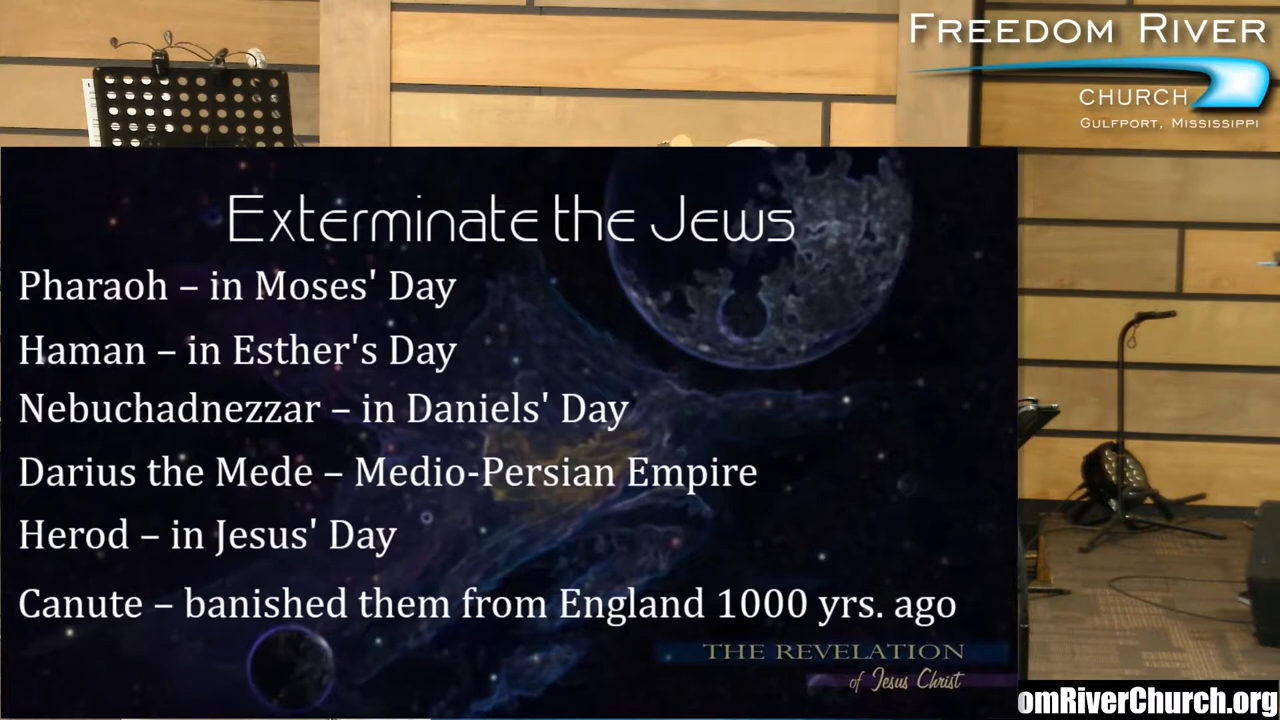 FREEDOM RIVER
CHURCH
GULFPORT, MISSISSIPPI
Exterminate the Jews
Pharaoh – in Moses' Day
Haman – in Esther's Day
Nebuchadnezzar – in Daniels' Day
Darius the Mede – Medio-Persian Empire
Herod – in Jesus' Day
Canute – banished them from England 1000 yrs. ago
THE REVELATION
of Jesus Christ
omRiverChurch.org